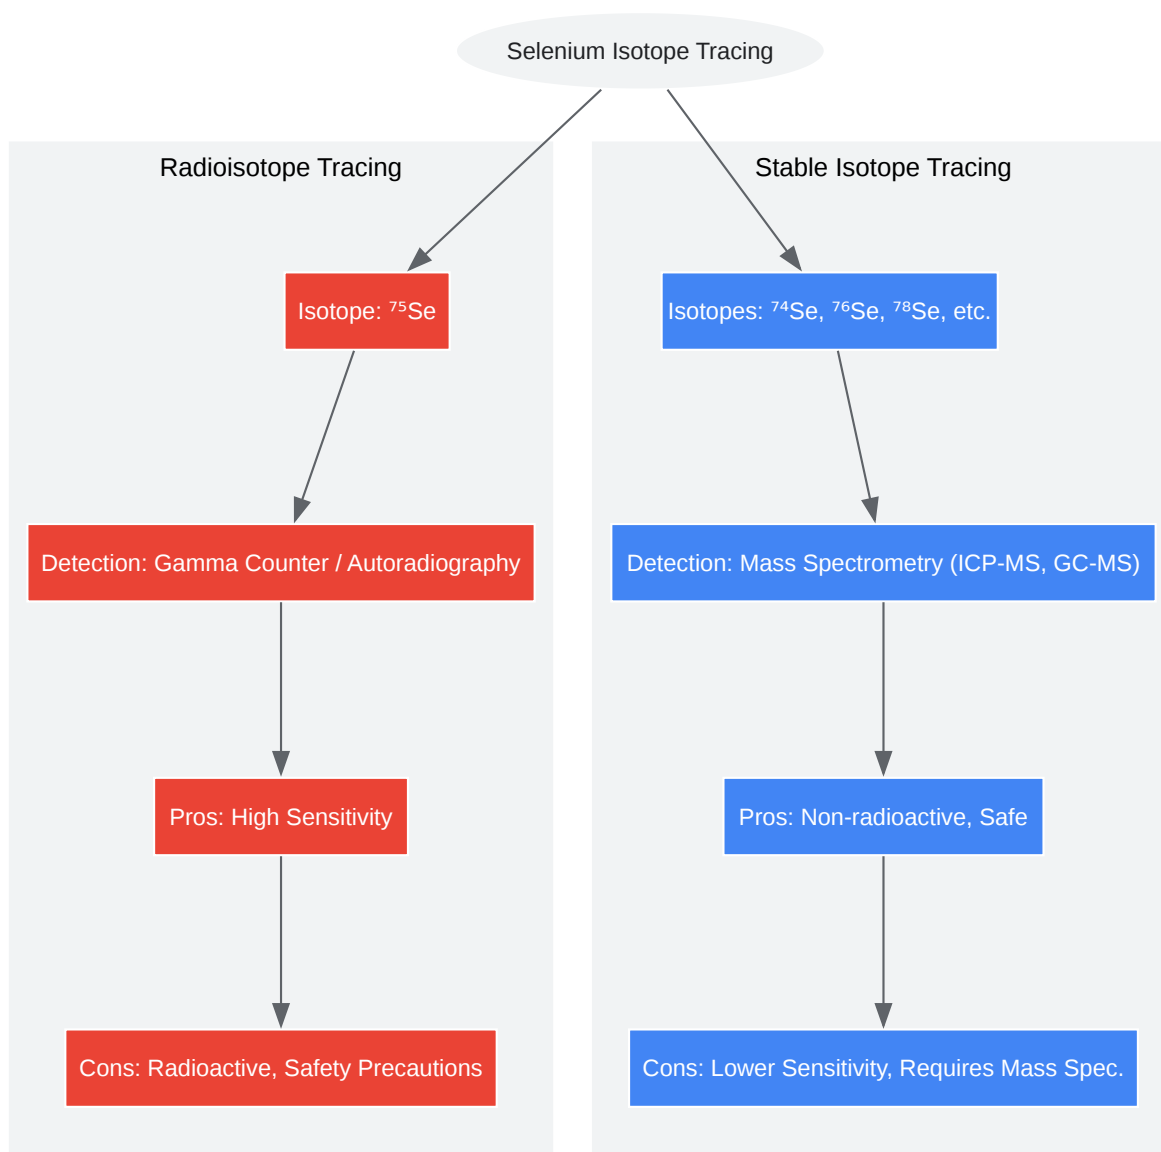 Selenium Isotope Tracing
Radioisotope Tracing
Isotope: ⁷⁵Se
Detection: Gamma Counter / Autoradiography
Pros: High Sensitivity
Cons: Radioactive, Safety Precautions
Stable Isotope Tracing
Isotopes: ⁷⁴Se, ⁷⁶Se, ⁷⁸Se, etc.
Detection: Mass Spectrometry (ICP-MS, GC-MS)
Pros: Non-radioactive, Safe
Cons: Lower Sensitivity, Requires Mass Spec.